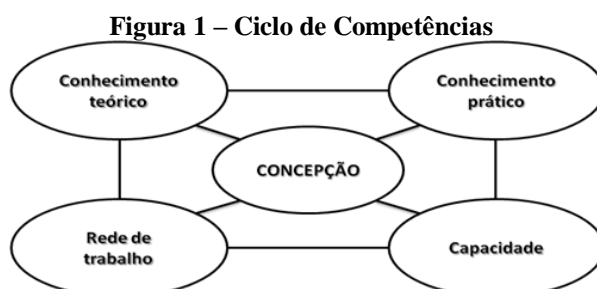 Figura 1 – Ciclo de Competências
Conhecimento
teórico
Conhecimento
prático
CONCEPÇÃO
Rede de
trabalho
Capacidade